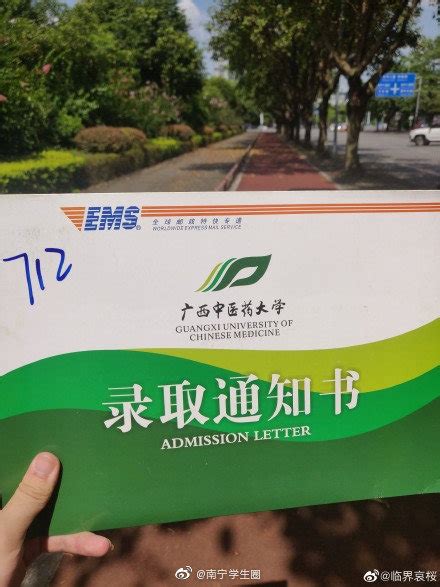 EMS
全球邮政特快专递
WORLDWIDE EXPRESS MAIL SERVICE
712
广西中医药大学
GUANGXI UNIVERSITY OF
CHINESE MEDICINE
录取通知书
ADMISSION LETTER
@南宁学生圈
@临界哀桜